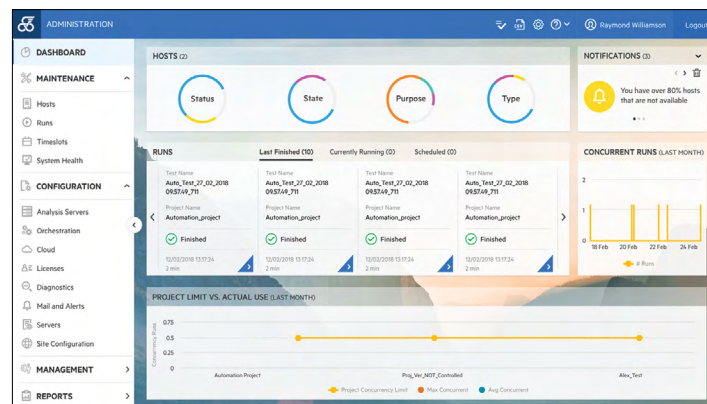 ADMINISTRATION
CSV
Raymond Williamson
Logout
DASHBOARD
MAINTENANCE
Hosts
Runs
Timeslots
System Health
CONFIGURATION
Analysis Servers
Orchestration
Cloud
Licenses
Diagnostics
Mail and Alerts
Servers
Site Configuration
MANAGEMENT
REPORTS
HOSTS (2)
Status
State
Purpose
Type
NOTIFICATIONS (3)
You have over 80% hosts
that are not available
RUNS
Last Finished (10)
Currently Running (0)
Scheduled (0)
Test Name
Auto_Test_27_02_2018
09.57.49_711
Project Name
Automation_project
Finished
12/02/2018 13:17:24
2 min
Test Name
Auto_Test_27_02_2018
09.57.49_711
Project Name
Automation_project
Finished
12/02/2018 13:17:24
2 min
Test Name
Auto_Test_27_02_2018
09.57.49_711
Project Name
Automation_project
Finished
12/02/2018 13:17:24
2 min
Test Name
Auto_Test_27_02_2018
09.57.49_711
Project Name
Automation_project
Finished
12/02/2018 13:17:24
2 min
CONCURRENT RUNS (LAST MONTH)
2
1
0
18 Feb 20 Feb 22 Feb 24 Feb
# Runs
PROJECT LIMIT VS. ACTUAL USE (LAST MONTH)
Concurrency Runs
0.75
0.5
0.25
0
Automation Project
Proj_Ver_NOT_Controlled
Alex_Test
Project Concurrency Limit
Max Concurrent
Avg Concurrent